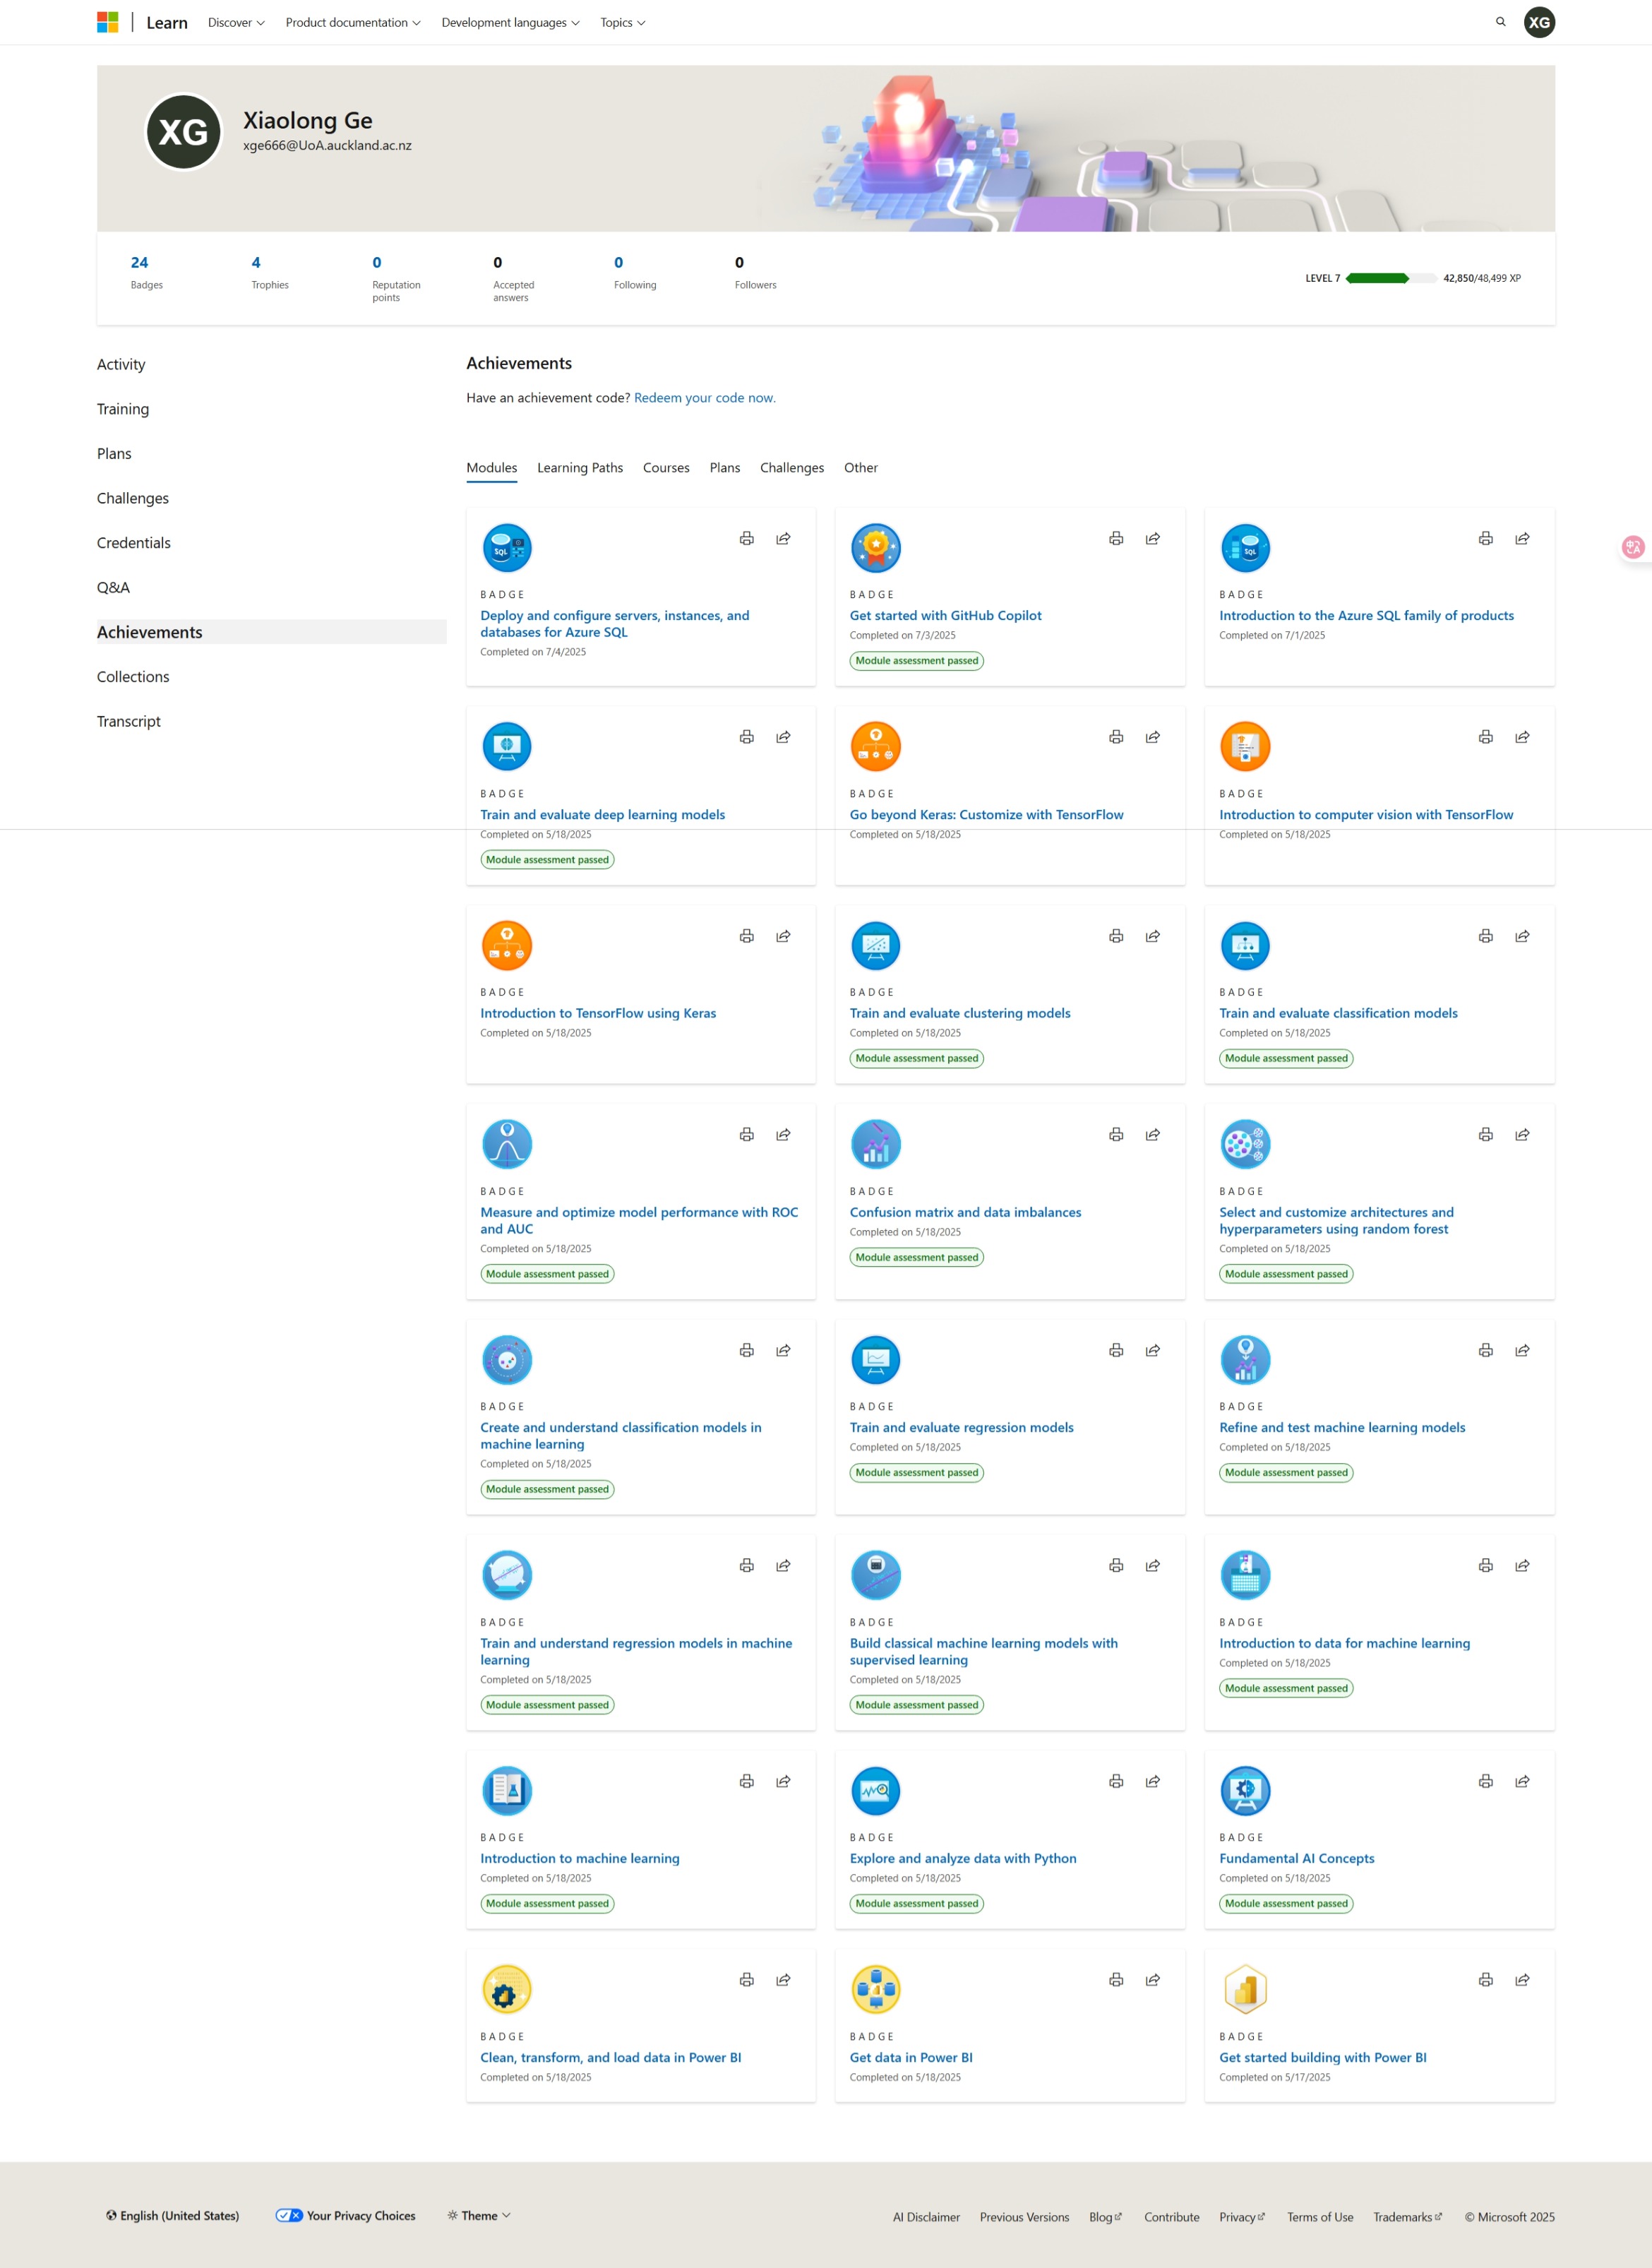 Learn Discover Product documentation Development languages Topics XG
XG
Xiaolong Ge
xge666@UoA.auckland.ac.nz
24 4 0 0 0 0
Badges Trophies Reputation points Accepted answers Following Followers
LEVEL 7 42,850/48,499 XP
Activity
Training
Plans
Challenges
Credentials
Q&A
Achievements
Collections
Transcript
Achievements
Have an achievement code? Redeem your code now.
Modules Learning Paths Courses Plans Challenges Other
SQL
BADGE
Deploy and configure servers, instances, and
databases for Azure SQL
Completed on 7/4/2025
BADGE
Get started with GitHub Copilot
Completed on 7/3/2025
Module assessment passed
SQL
BADGE
Introduction to the Azure SQL family of products
Completed on 7/1/2025
BADGE
Train and evaluate deep learning models
Completed on 5/18/2025
Module assessment passed
BADGE
Go beyond Keras: Customize with TensorFlow
Completed on 5/18/2025
BADGE
Introduction to computer vision with TensorFlow
Completed on 5/18/2025
BADGE
Introduction to TensorFlow using Keras
Completed on 5/18/2025
BADGE
Train and evaluate clustering models
Completed on 5/18/2025
Module assessment passed
BADGE
Train and evaluate classification models
Completed on 5/18/2025
Module assessment passed
BADGE
Measure and optimize model performance with ROC
and AUC
Completed on 5/18/2025
Module assessment passed
BADGE
Confusion matrix and data imbalances
Completed on 5/18/2025
Module assessment passed
BADGE
Select and customize architectures and
hyperparameters using random forest
Completed on 5/18/2025
Module assessment passed
BADGE
Create and understand classification models in
machine learning
Completed on 5/18/2025
Module assessment passed
BADGE
Train and evaluate regression models
Completed on 5/18/2025
Module assessment passed
BADGE
Refine and test machine learning models
Completed on 5/18/2025
Module assessment passed
BADGE
Train and understand regression models in machine
learning
Completed on 5/18/2025
Module assessment passed
BADGE
Build classical machine learning models with
supervised learning
Completed on 5/18/2025
Module assessment passed
BADGE
Introduction to data for machine learning
Completed on 5/18/2025
Module assessment passed
BADGE
Introduction to machine learning
Completed on 5/18/2025
Module assessment passed
BADGE
Explore and analyze data with Python
Completed on 5/18/2025
Module assessment passed
BADGE
Fundamental AI Concepts
Completed on 5/18/2025
Module assessment passed
BADGE
Clean, transform, and load data in Power BI
Completed on 5/18/2025
BADGE
Get data in Power BI
Completed on 5/18/2025
BADGE
Get started building with Power BI
Completed on 5/17/2025
English (United States) Your Privacy Choices Theme
AI Disclaimer Previous Versions Blog Contribute Privacy Terms of Use Trademarks © Microsoft 2025